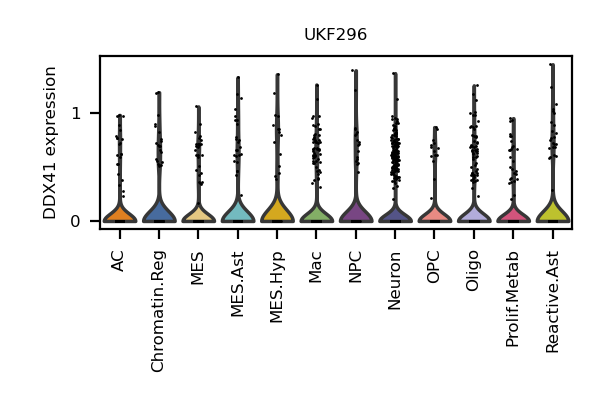 UKF296
DDX41 expression
1
0
AC
Chromatin.Reg
MES
MES.Ast
MES.Hyp
Mac
NPC
Neuron
OPC
Oligo
Prolif.Metab
Reactive.Ast